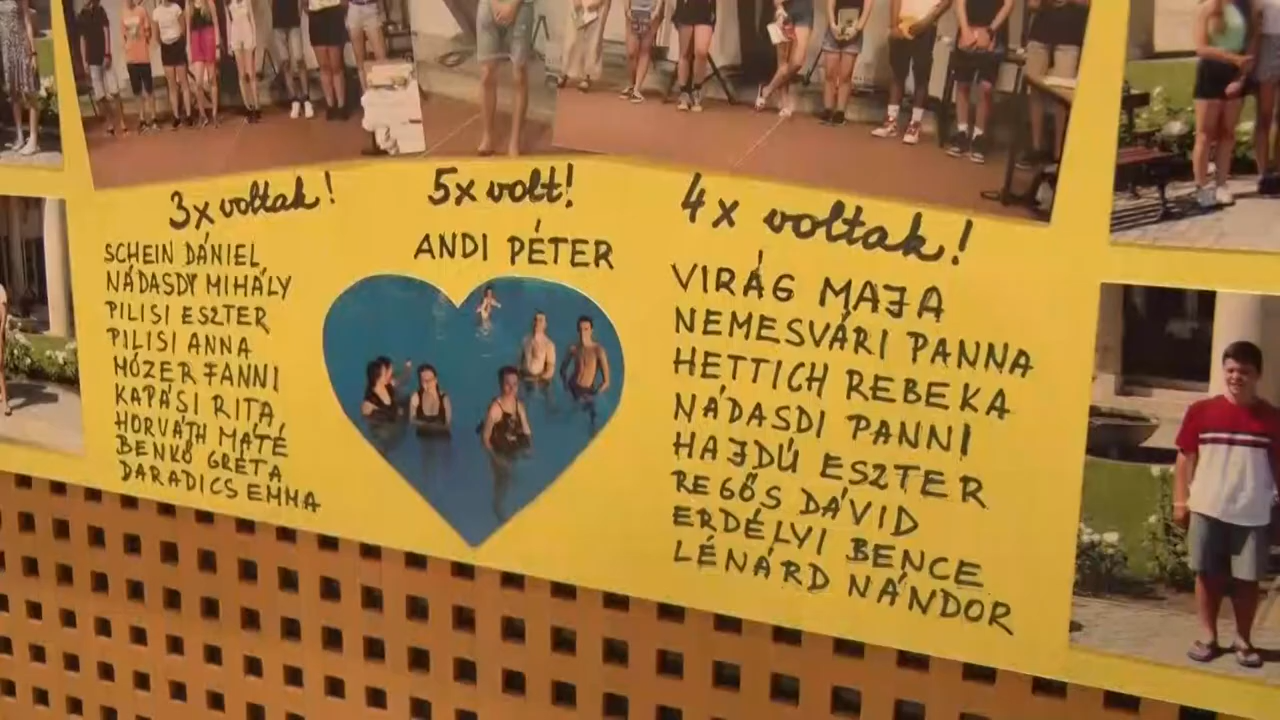 3x voltak!
SCHEIN DÁNIEL
NÁDASDY MIHÁLY
PILISI ESZTER
PILISI ANNA
MÓZER FANNI
KAPÁSI RITA
HORVÁTH MÁTÉ
BENKŐ GRÉTA
DARADICS EMMA
5x volt!
ANDI PÉTER
4x voltak!
VIRÁG MAJA
NEMESVÁRI PANNA
HETTICH REBEKA
NÁDASDI PANNI
HAJDÚ ESZTER
REGŐS DÁVID
ERDÉLYI BENCE
LÉNÁRD NÁNDOR